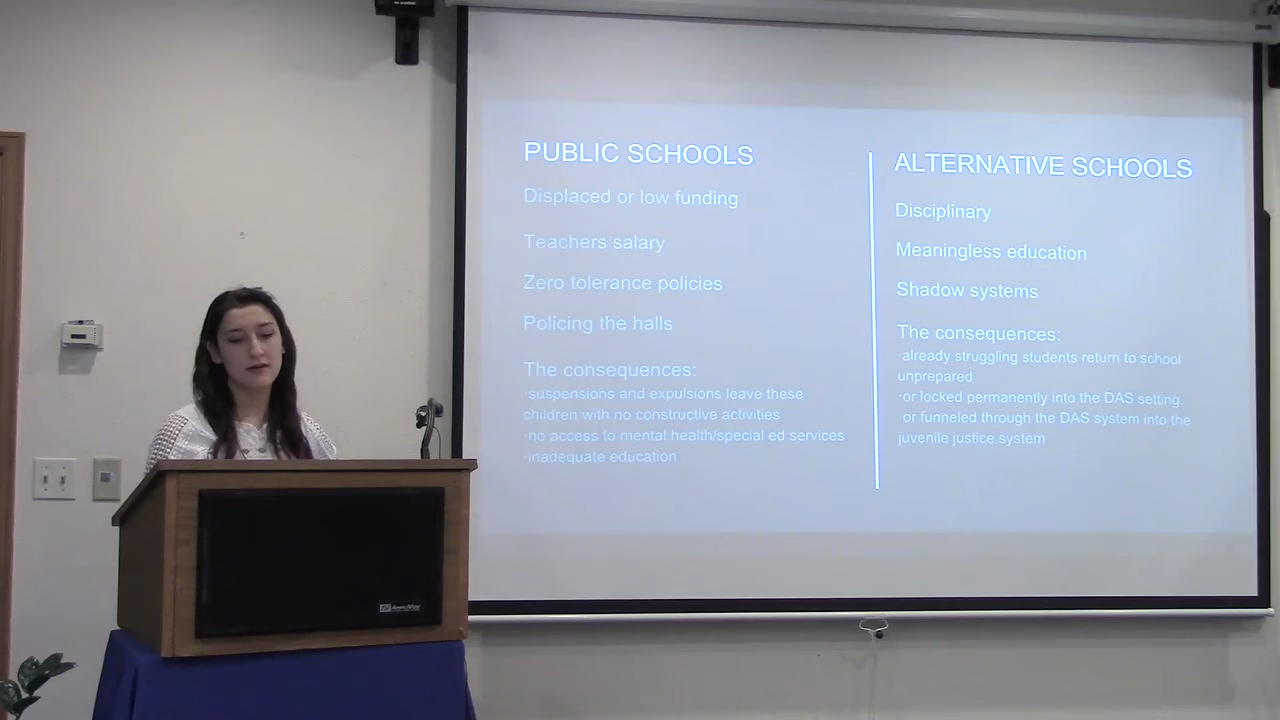 PUBLIC SCHOOLS
Displaced or low funding
Teachers salary
Zero tolerance policies
Policing the halls
The consequences:
·suspensions and expulsions leave these
children with no constructive activities
·no access to mental health/special ed services
·inadequate education
ALTERNATIVE SCHOOLS
Disciplinary
Meaningless education
Shadow systems
The consequences:
·already struggling students return to school
unprepared
·or locked permanently into the DAS setting.
·or funneled through the DAS system into the
juvenile justice system